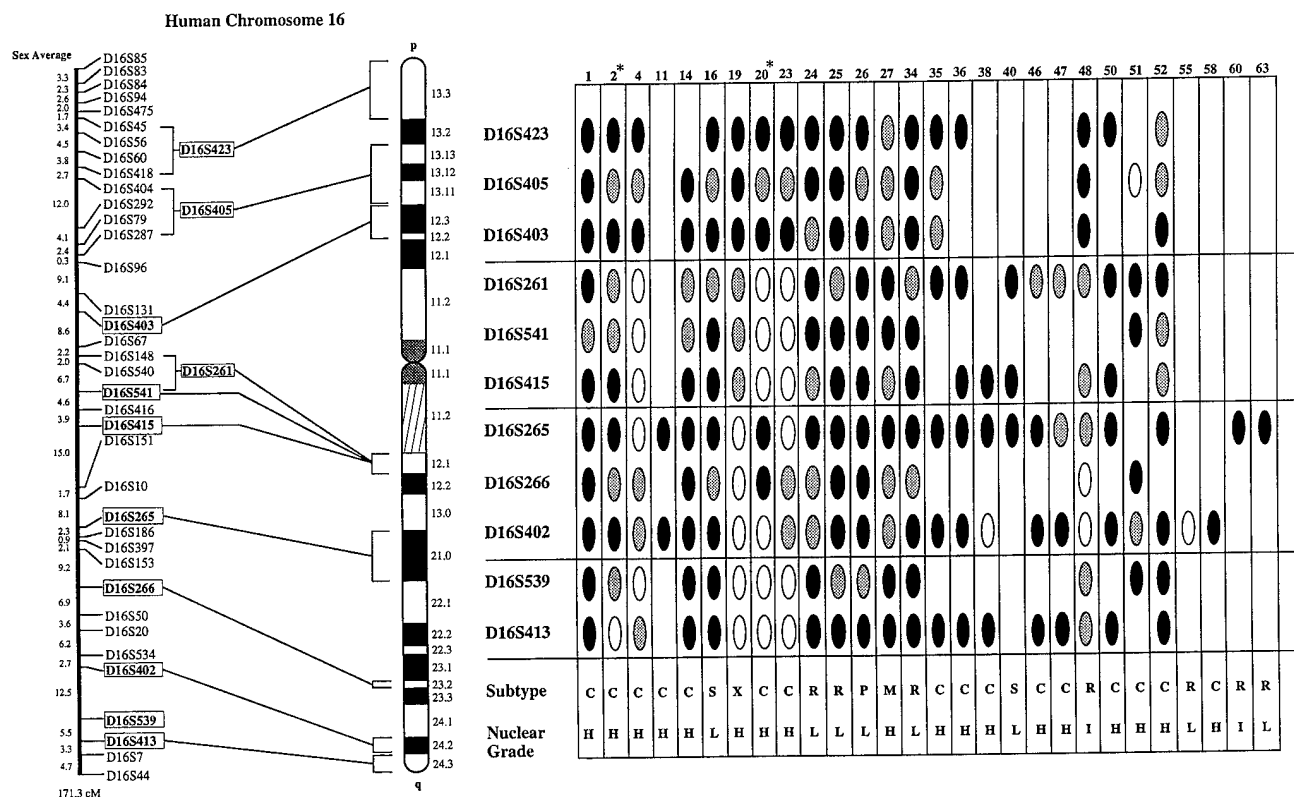 Human Chromosome 16
Sex Average
D16S85
3.3
D16S83
2.3
D16S84
2.6
D16S94
2.0
D16S475
1.7
D16S45
3.4
D16S56
4.5
D16S60
3.8
D16S418
2.7
D16S404
12.0
D16S292
D16S79
4.1
D16S287
2.4
0.3
D16S96
9.1
4.4
D16S131
D16S403
8.6
D16S67
2.2
D16S148
2.0
D16S540
6.7
D16S541
4.6
D16S416
3.9
D16S415
D16S151
15.0
D16S10
1.7
8.1
D16S265
2.3
D16S186
0.9
D16S397
2.1
D16S153
9.2
D16S266
6.9
D16S50
3.6
D16S20
6.2
D16S534
2.7
D16S402
12.5
D16S539
5.5
D16S413
3.3
D16S7
4.7
D16S44
171.3 cM
D16S423
D16S405
D16S261
p
13.3
13.2
13.13
13.12
13.11
12.3
12.2
12.1
11.2
11.1
11.1
11.2
12.1
12.2
13.0
21.0
22.1
22.2
22.3
23.1
23.2
23.3
24.1
24.2
24.3
q
1 2* 4 11 14 16 19 20* 23 24 25 26 27 34 35 36 38 40 46 47 48 50 51 52 55 58 60 63
D16S423
D16S405
D16S403
D16S261
D16S541
D16S415
D16S265
D16S266
D16S402
D16S539
D16S413
Subtype C C C C C S X C C R R P M R C C C S C C R C C C R C R R
Nuclear H H H H H L H H H L L L H L H H H L H H I H H H L H I L
Grade